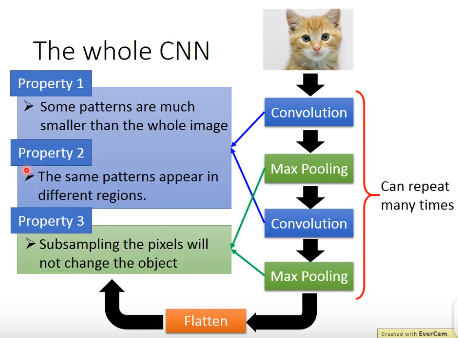 The whole CNN
Property 1
➢ Some patterns are much
smaller than the whole image
Property 2
➢ The same patterns appear in
different regions.
Property 3
➢ Subsampling the pixels will
not change the object
Convolution
Max Pooling
Convolution
Max Pooling
Can repeat
many times
Flatten
Created with EverCam.